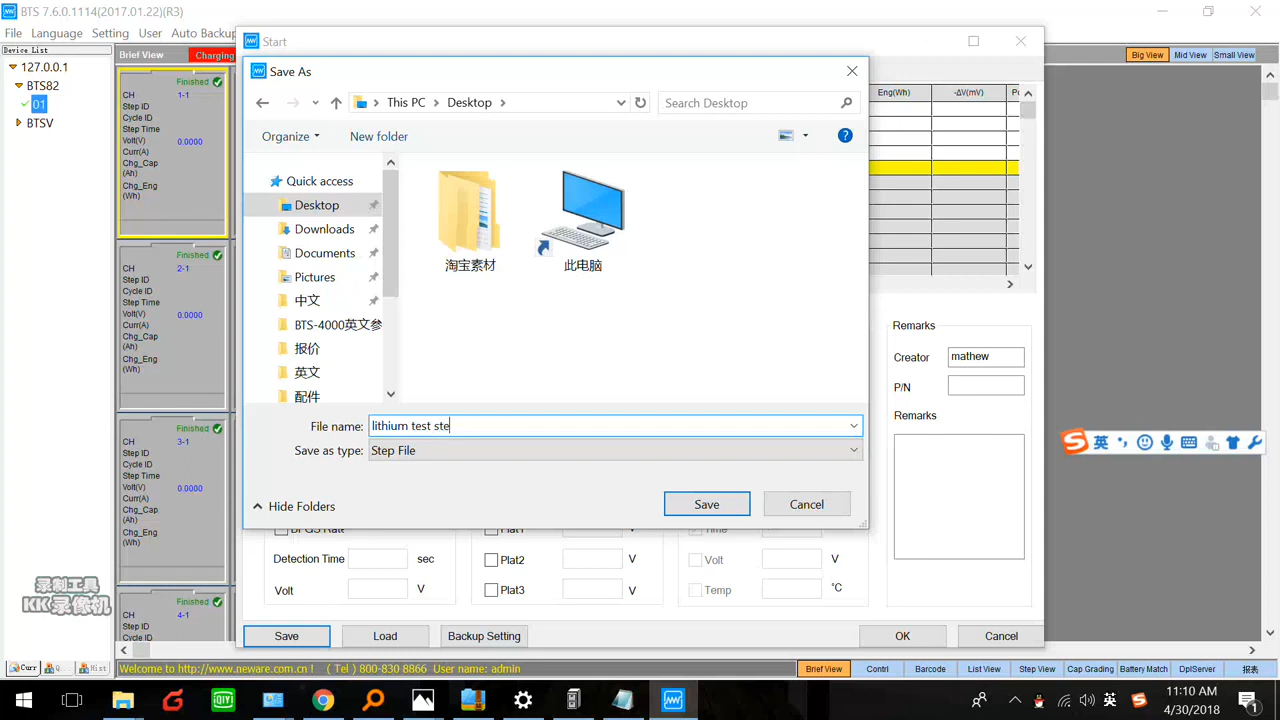 BTS 7.6.0.1114(2017.01.22)(R3)
File Language Setting User Auto Backup
Device List
127.0.0.1
BTS82
01
BTSV
Brief View Charging
Big View Mid View Small View
Finished
CH 1-1
Step ID
Cycle ID
Step Time
Volt(V) 0.0000
Curr(A)
Chg_Cap
(Ah)
Chg_Eng
(Wh)
Finished
CH 2-1
Step ID
Cycle ID
Step Time
Volt(V) 0.0000
Curr(A)
Chg_Cap
(Ah)
Chg_Eng
(Wh)
Finished
CH 3-1
Step ID
Cycle ID
Step Time
Volt(V) 0.0000
Curr(A)
Chg_Cap
(Ah)
Chg_Eng
(Wh)
Finished
CH 4-1
Step ID
Cycle ID
Start
Eng(Wh) -ΔV(mV)
Save As
This PC Desktop
Search Desktop
Organize New folder
Quick access
Desktop
Downloads
Documents
Pictures
中文
BTS-4000英文参
报价
英文
配件
淘宝素材
此电脑
File name: lithium test ste
Save as type: Step File
Hide Folders
Save Cancel
Remarks
Creator mathew
P/N
Remarks
Detection Time sec
Volt V
Plat1
Plat2 V
Plat3 V
Time
Volt V
Temp °C
Save Load Backup Setting OK Cancel
英
录制工具
KK录像机
Curr Q. Hist
Welcome to http://www.neware.com.cn ! ( Tel ) 800-830 8866 User name: admin
Brief View Contrl Barcode List View Step View Cap Grading Battery Match DplServer 报表
QIYI
英
11:10 AM
4/30/2018
1